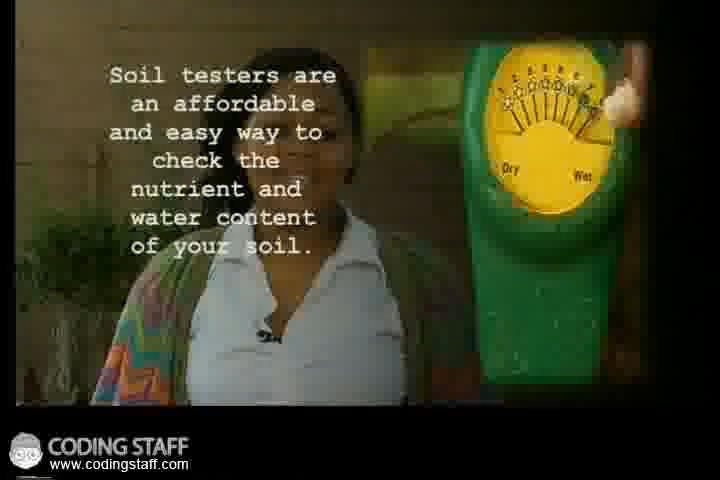 Soil testers are
an affordable
and easy way to
check the
nutrient and
water content
of your soil.
Dry
Wet
CODING STAFF
www.codingstaff.com